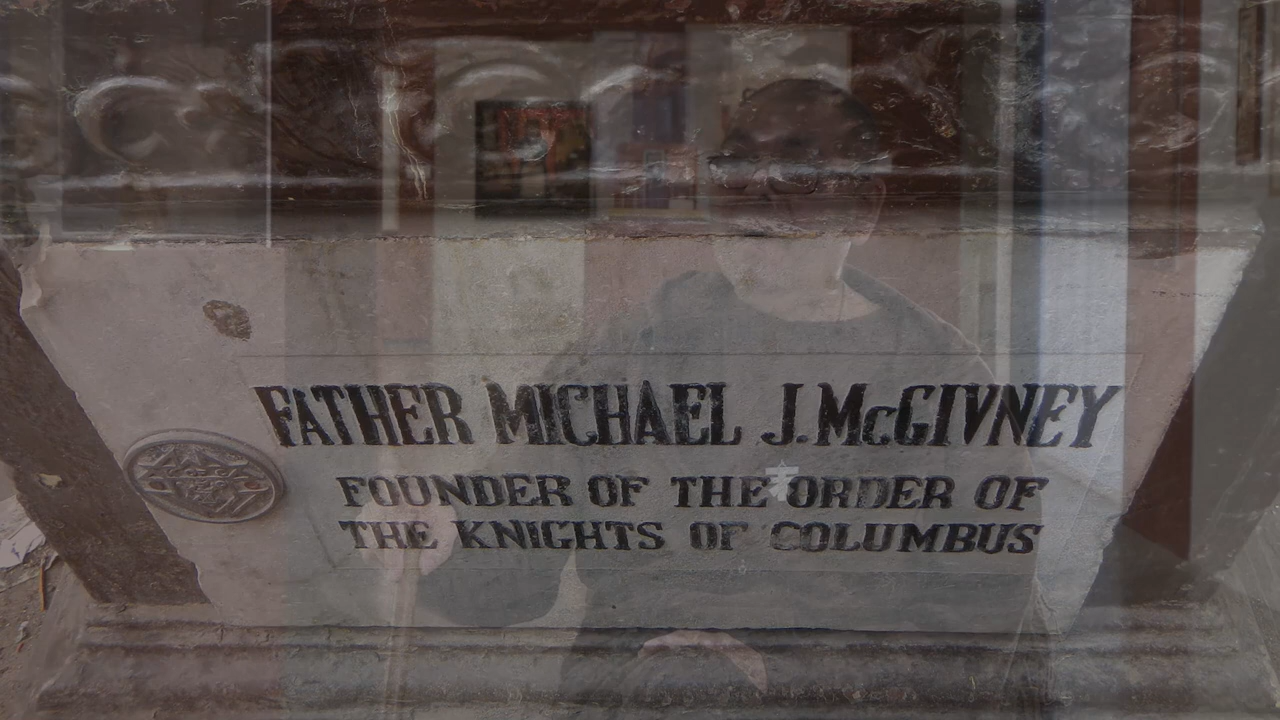 FATHER MICHAEL J. McGIVNEY
FOUNDER OF THE ORDER OF
THE KNIGHTS OF COLUMBUS